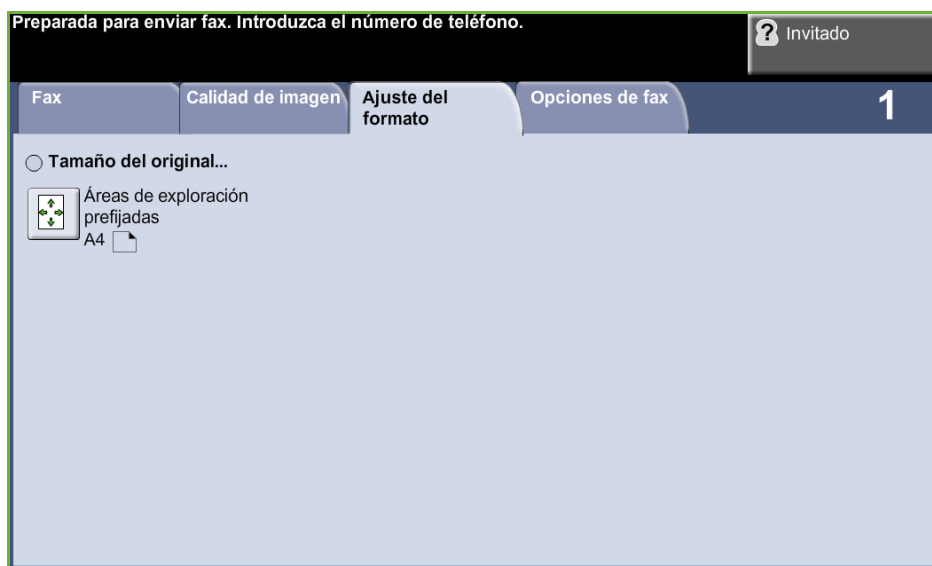 Preparada para enviar fax. Introduzca el número de teléfono.
? Invitado
Fax
Calidad de imagen
Ajuste del
formato
Opciones de fax
1
Tamaño del original...
Áreas de exploración
prefijadas
A4